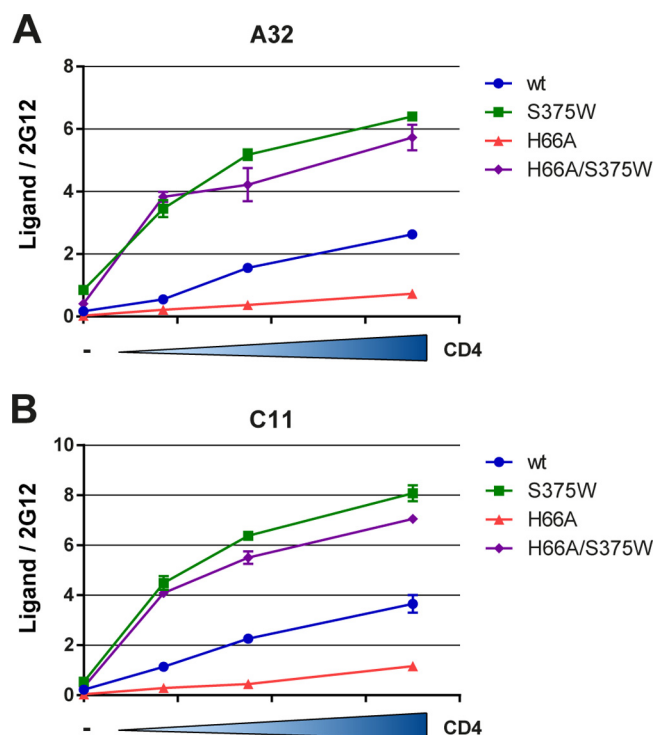 A
A32
8
6
4
2
0
Ligand / 2G12
wt
S375W
H66A
H66A/S375W
-
CD4
B
C11
10
8
6
4
2
0
Ligand / 2G12
wt
S375W
H66A
H66A/S375W
-
CD4